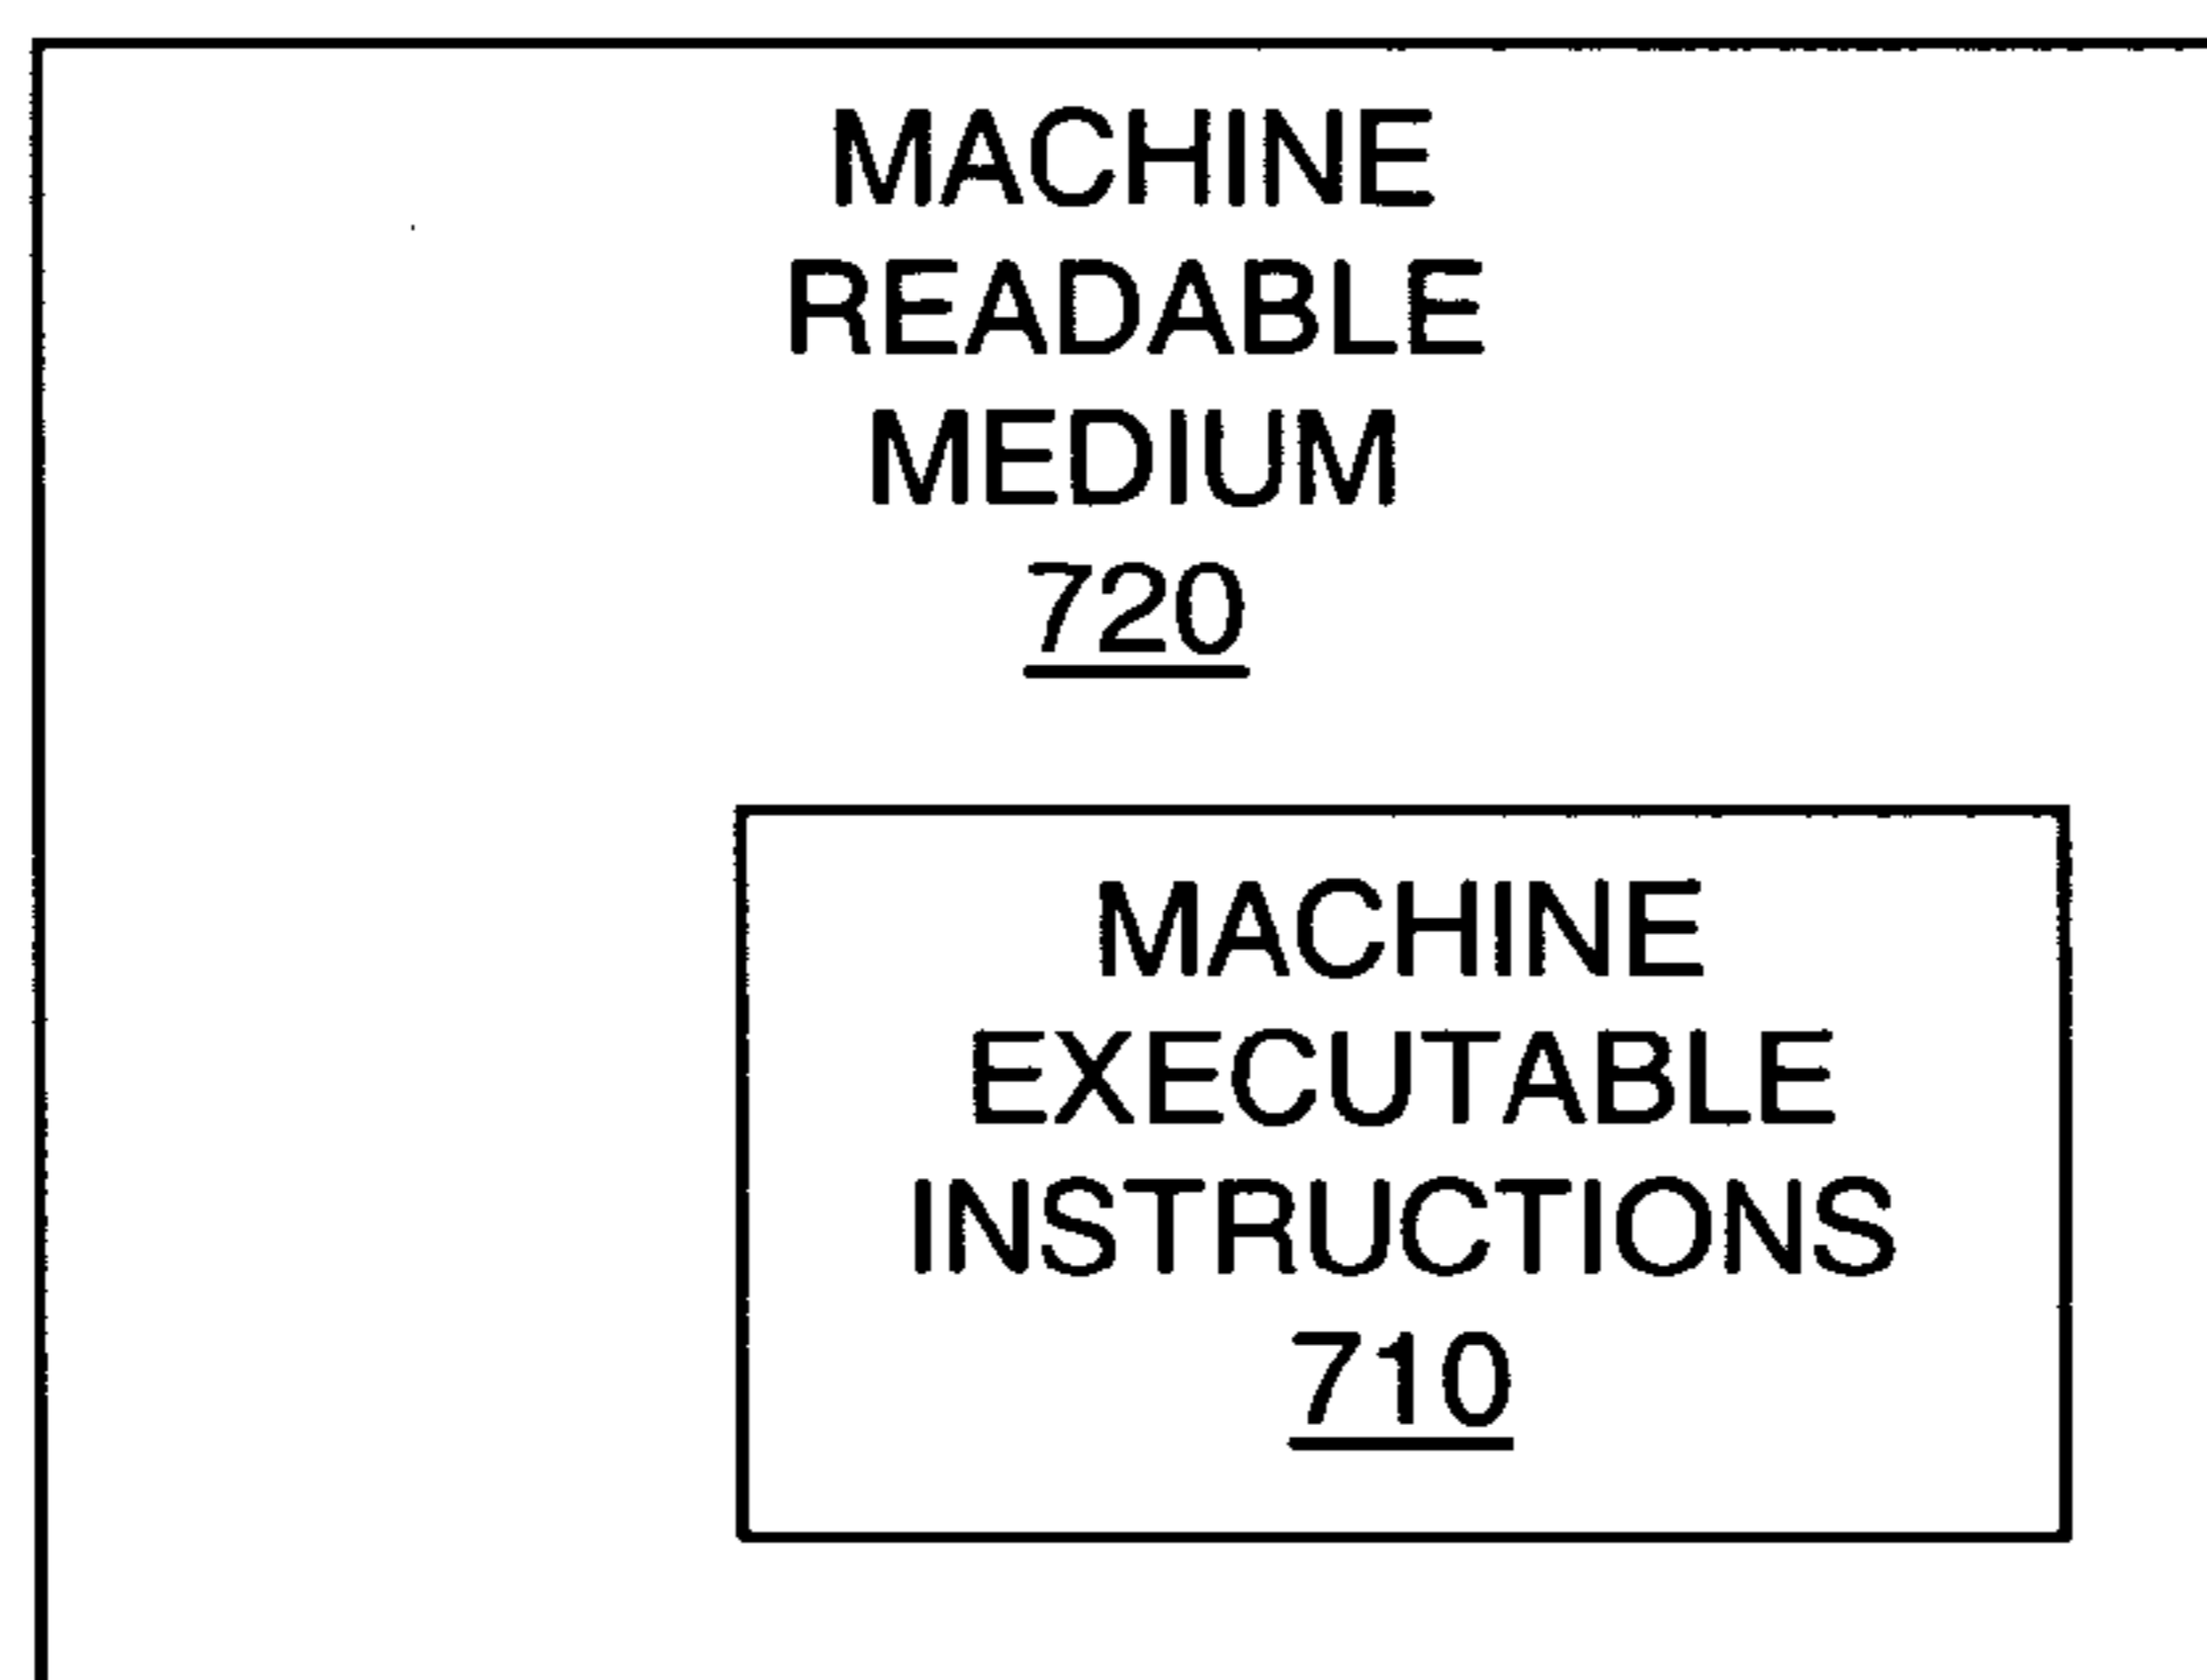 MACHINE
READABLE
MEDIUM
720
MACHINE
EXECUTABLE
INSTRUCTIONS
710